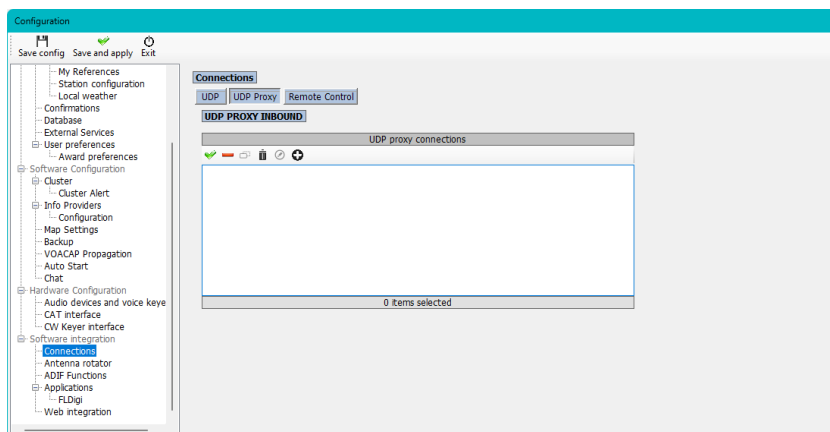 Configuration
Save config Save and apply Exit
My References
Station configuration
Local weather
Confirmations
Database
External Services
User preferences
Award preferences
Software Configuration
Cluster
Cluster Alert
Info Providers
Configuration
Map Settings
Backup
VOACAP Propagation
Auto Start
Chat
Hardware Configuration
Audio devices and voice keye
CAT interface
CW Keyer interface
Software integration
Connections
Antenna rotator
ADIF Functions
Applications
FLDigi
Web integration
Connections
UDP UDP Proxy Remote Control
UDP PROXY INBOUND
UDP proxy connections
0 items selected